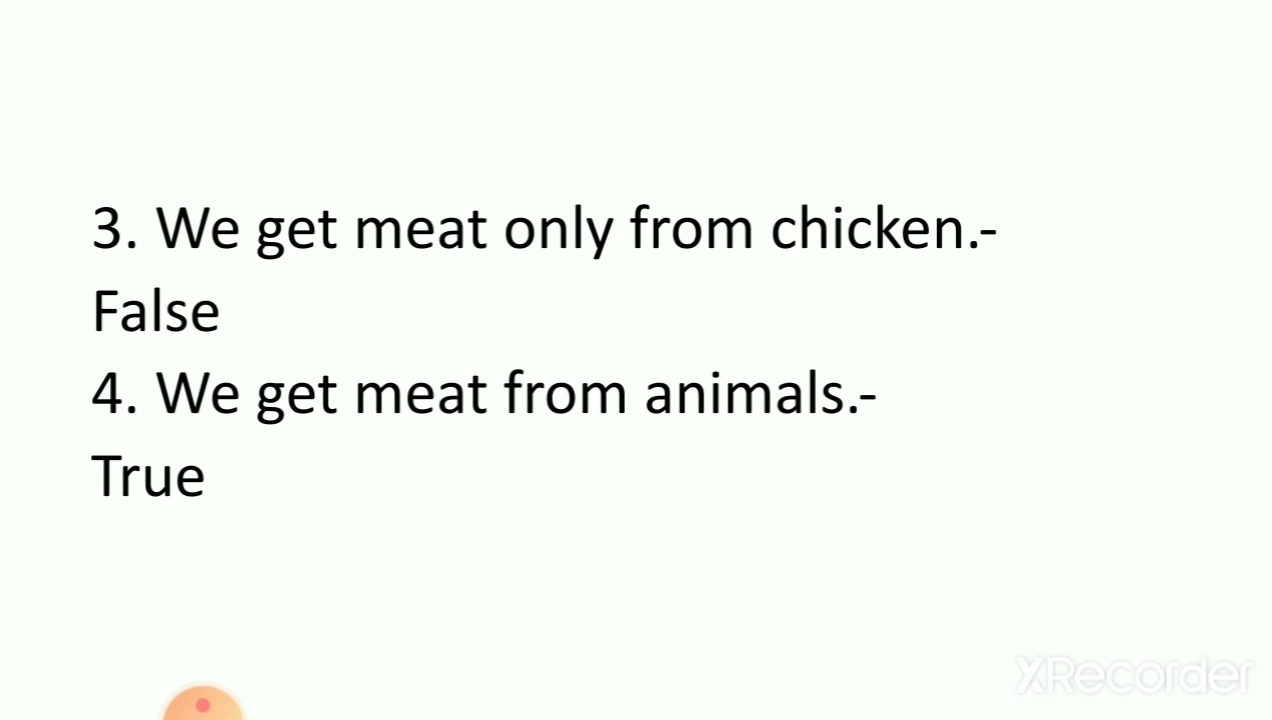 3. We get meat only from chicken.-
False
4. We get meat from animals.-
True
XRecorder